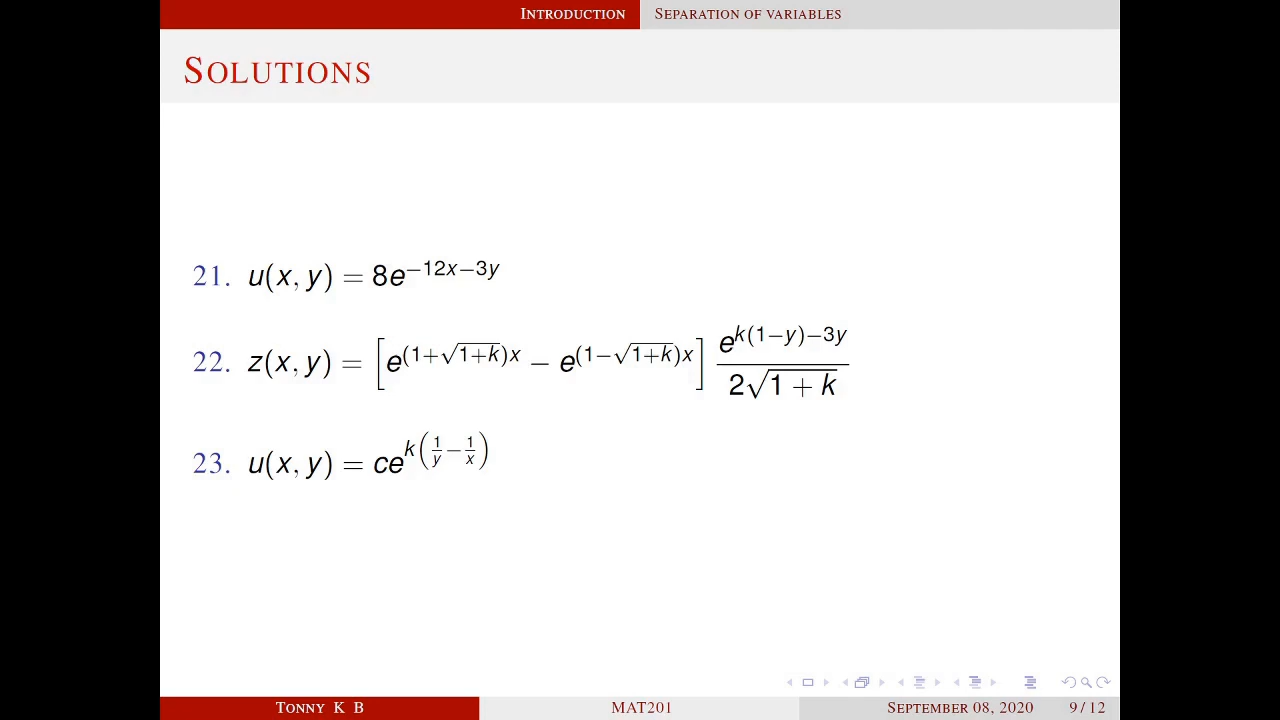 INTRODUCTION SEPARATION OF VARIABLES
SOLUTIONS
21. u(x, y) = 8e^{−12x−3y}
22. z(x, y) = [e^{(1+√(1+k))x} − e^{(1−√(1+k))x}] e^{k(1−y)−3y} / 2√(1 + k)
23. u(x, y) = ce^{k(1/y − 1/x)}
TONNY K B MAT201 SEPTEMBER 08, 2020 9 / 12